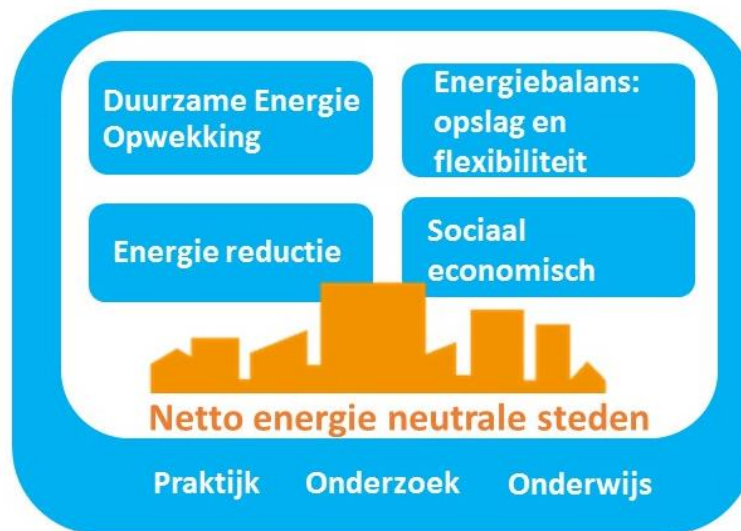 Duurzame Energie
Opwekking
Energiebalans:
opslag en
flexibiliteit
Energie reductie
Sociaal
economisch
Netto energie neutrale steden
Praktijk Onderzoek Onderwijs